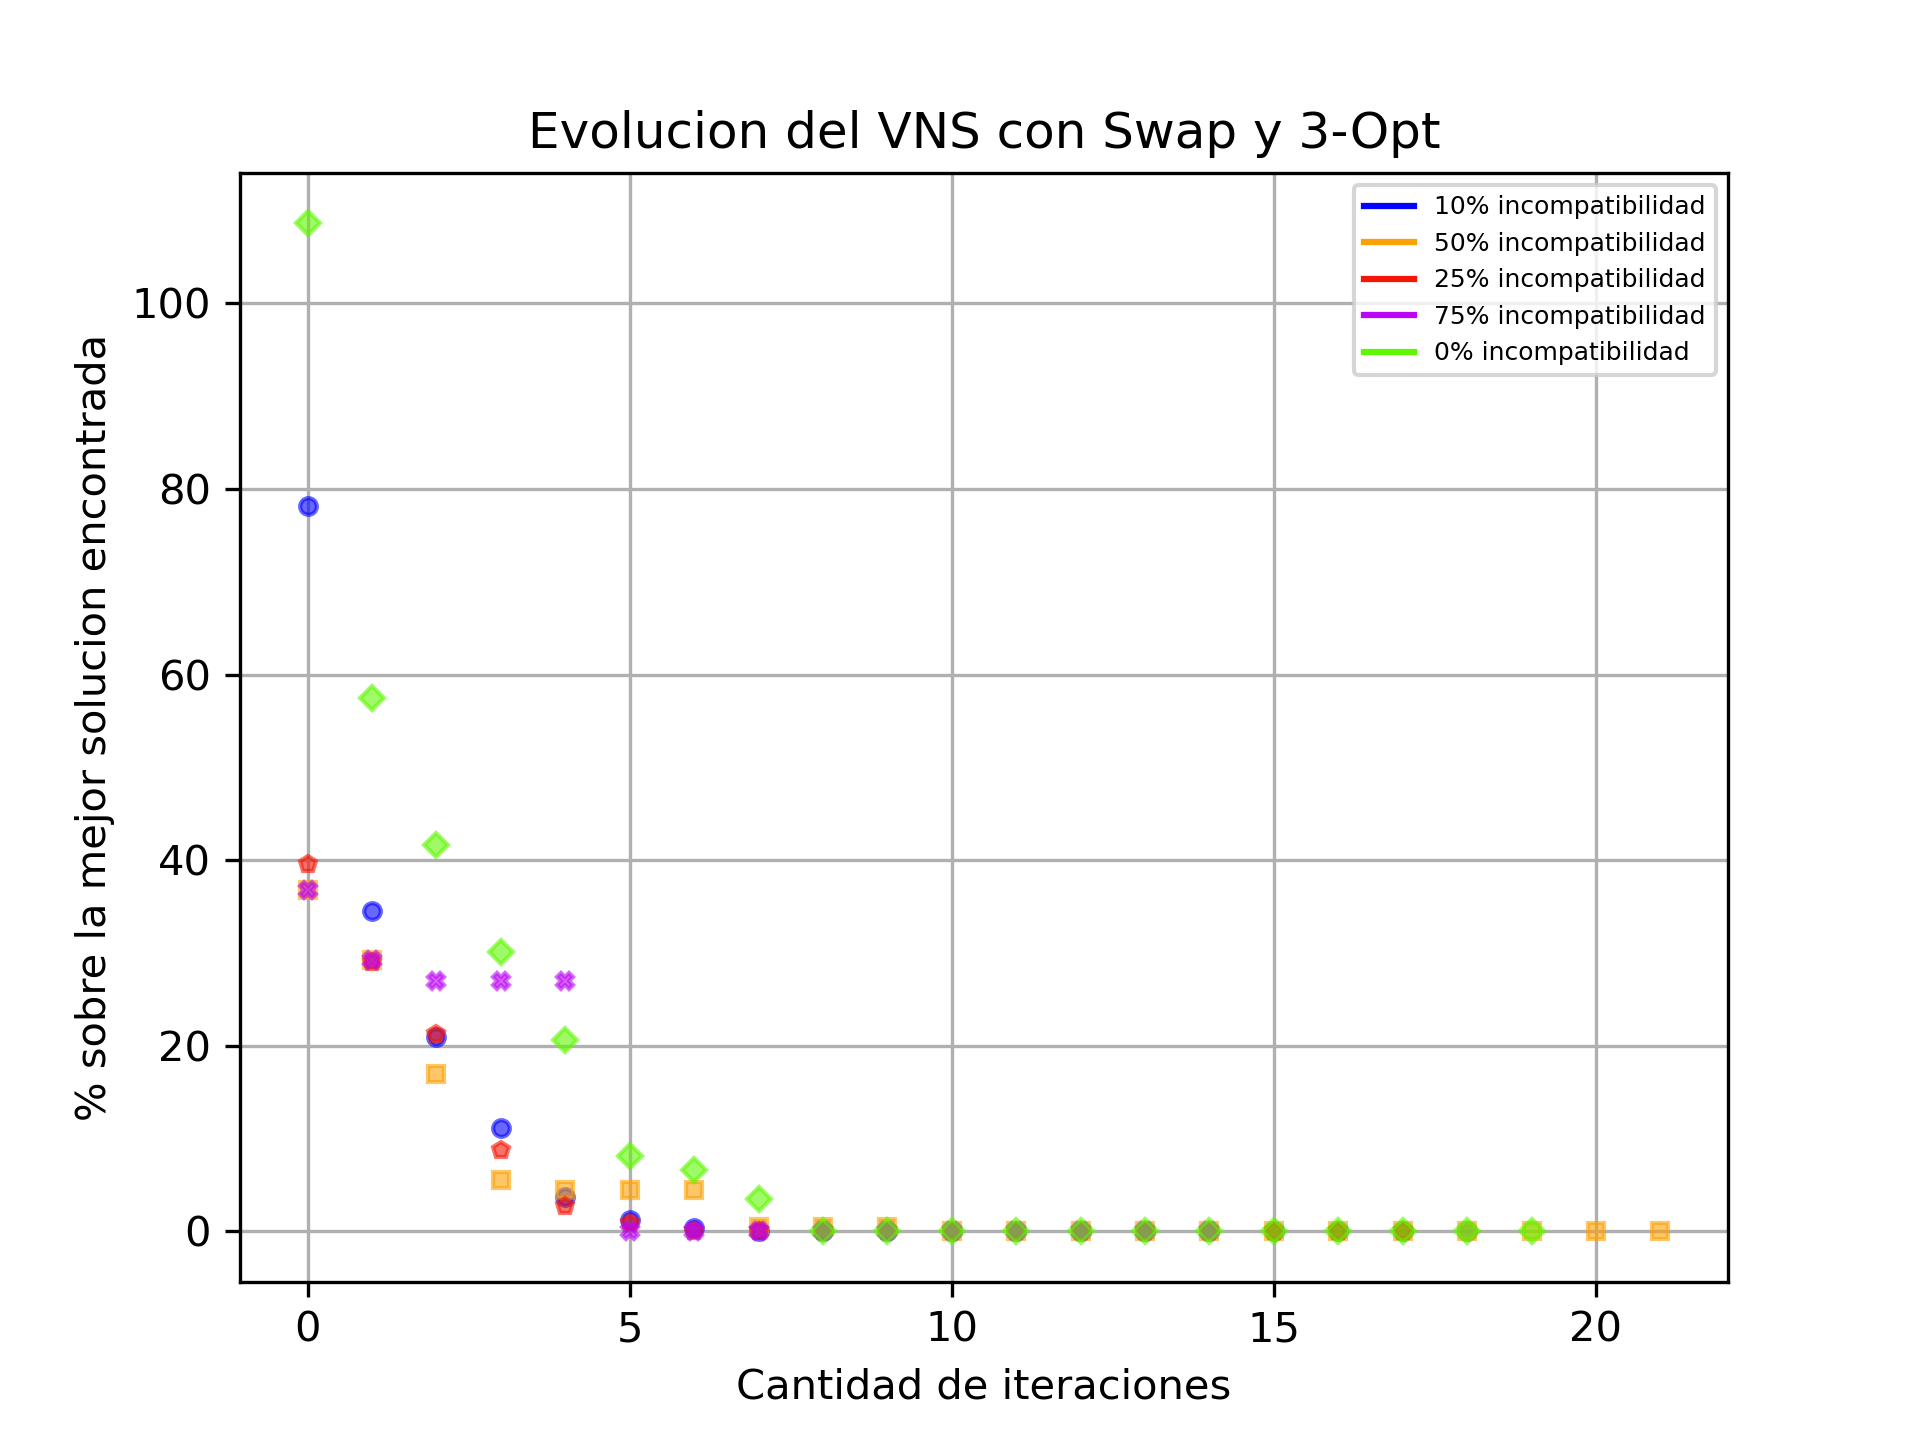 Evolucion del VNS con Swap y 3-Opt
10% incompatibilidad
50% incompatibilidad
25% incompatibilidad
75% incompatibilidad
0% incompatibilidad
% sobre la mejor solucion encontrada
100
80
60
40
20
0
0 5 10 15 20
Cantidad de iteraciones